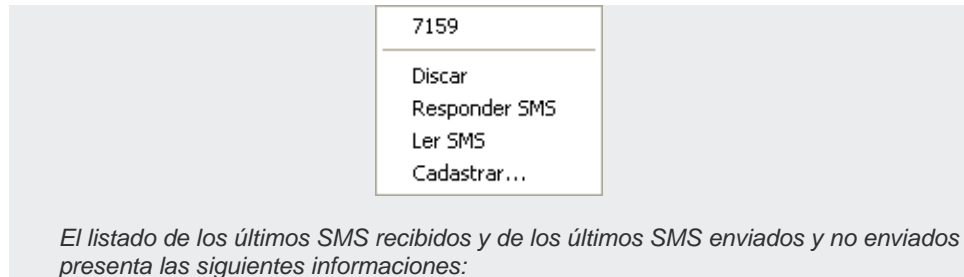 7159
Discar
Responder SMS
Ler SMS
Cadastrar...
El listado de los últimos SMS recibidos y de los últimos SMS enviados y no enviados
presenta las siguientes informaciones: